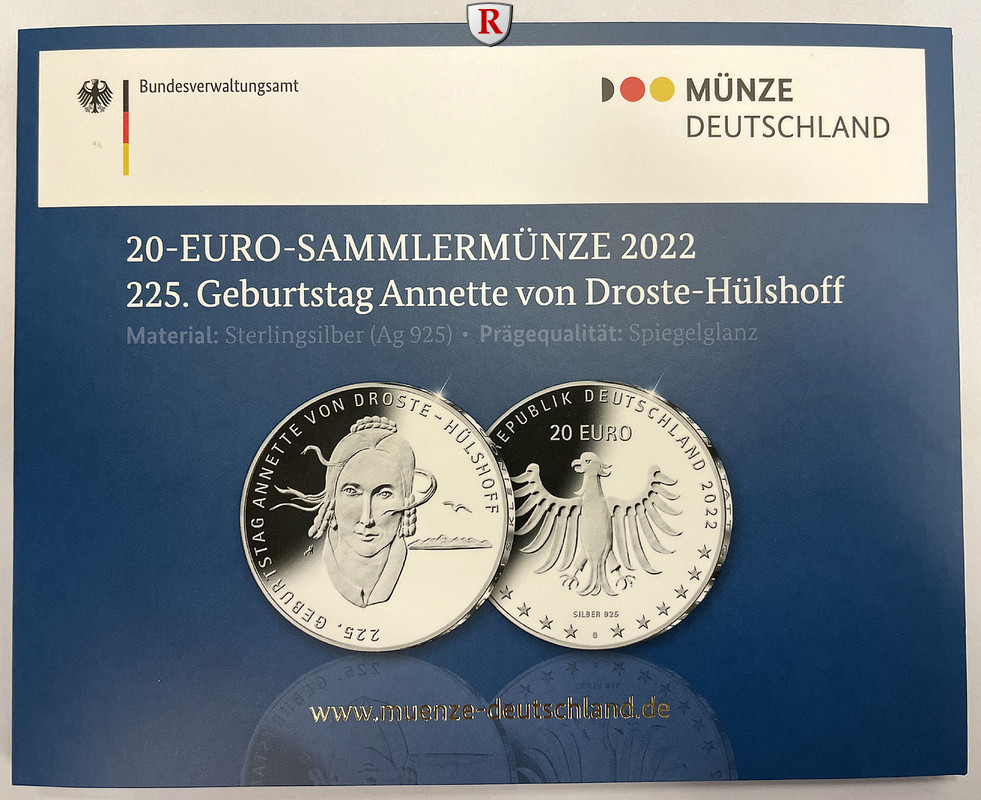 R
Bundesverwaltungsamt
MÜNZE
DEUTSCHLAND
20-EURO-SAMMLERMÜNZE 2022
225. Geburtstag Annette von Droste-Hülshoff
Material: Sterlingsilber (Ag 925) • Prägequalität: Spiegelglanz
225. GEBURTSTAG ANNETTE VON DROSTE-HÜLSHOFF
REPUBLIK DEUTSCHLAND 2022
20 EURO
SILBER 925
www.muenze-deutschland.de